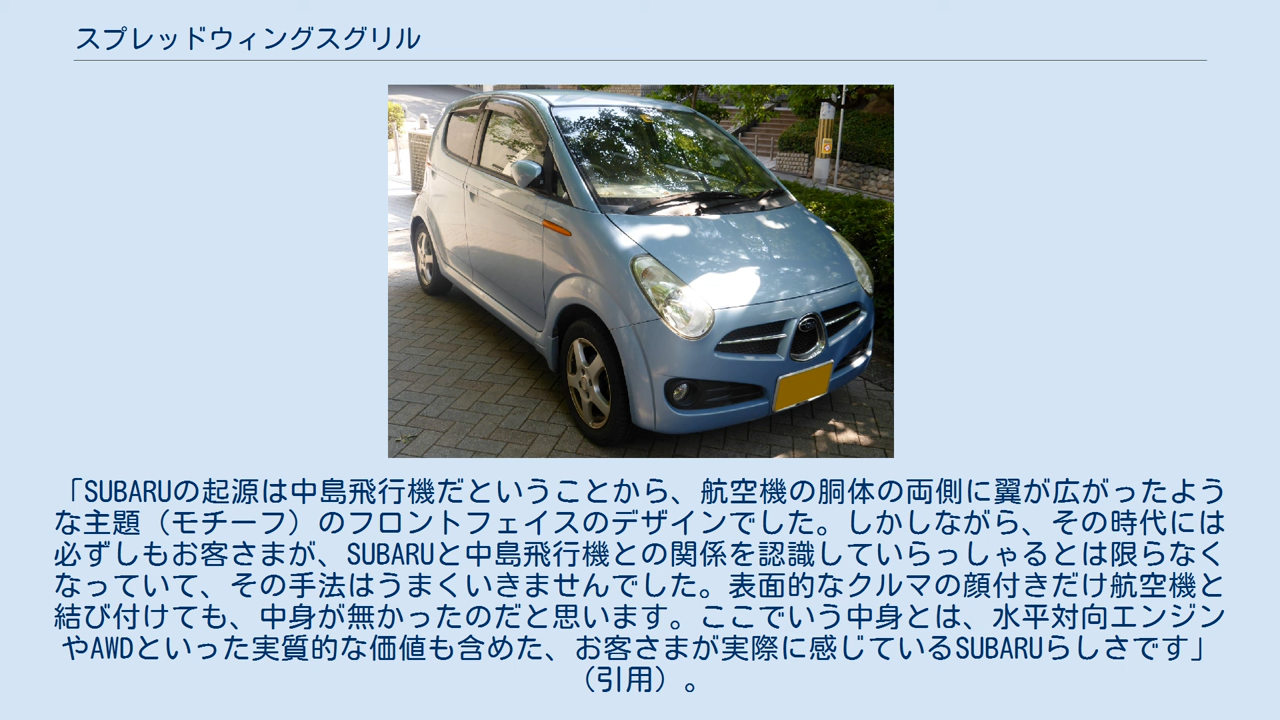 スプレッドウィングスグリル
「SUBARUの起源は中島飛行機だということから、航空機の胴体の両側に翼が広がったよう
な主題（モチーフ）のフロントフェイスのデザインでした。しかしながら、その時代には
必ずしもお客さまが、SUBARUと中島飛行機との関係を認識していらっしゃるとは限らなく
なっていて、その手法はうまくいきませんでした。表面的なクルマの顔付きだけ航空機と
結び付けても、中身が無かったのだと思います。ここでいう中身とは、水平対向エンジン
やAWDといった実質的な価値も含めた、お客さまが実際に感じているSUBARUらしさです」
（引用）。